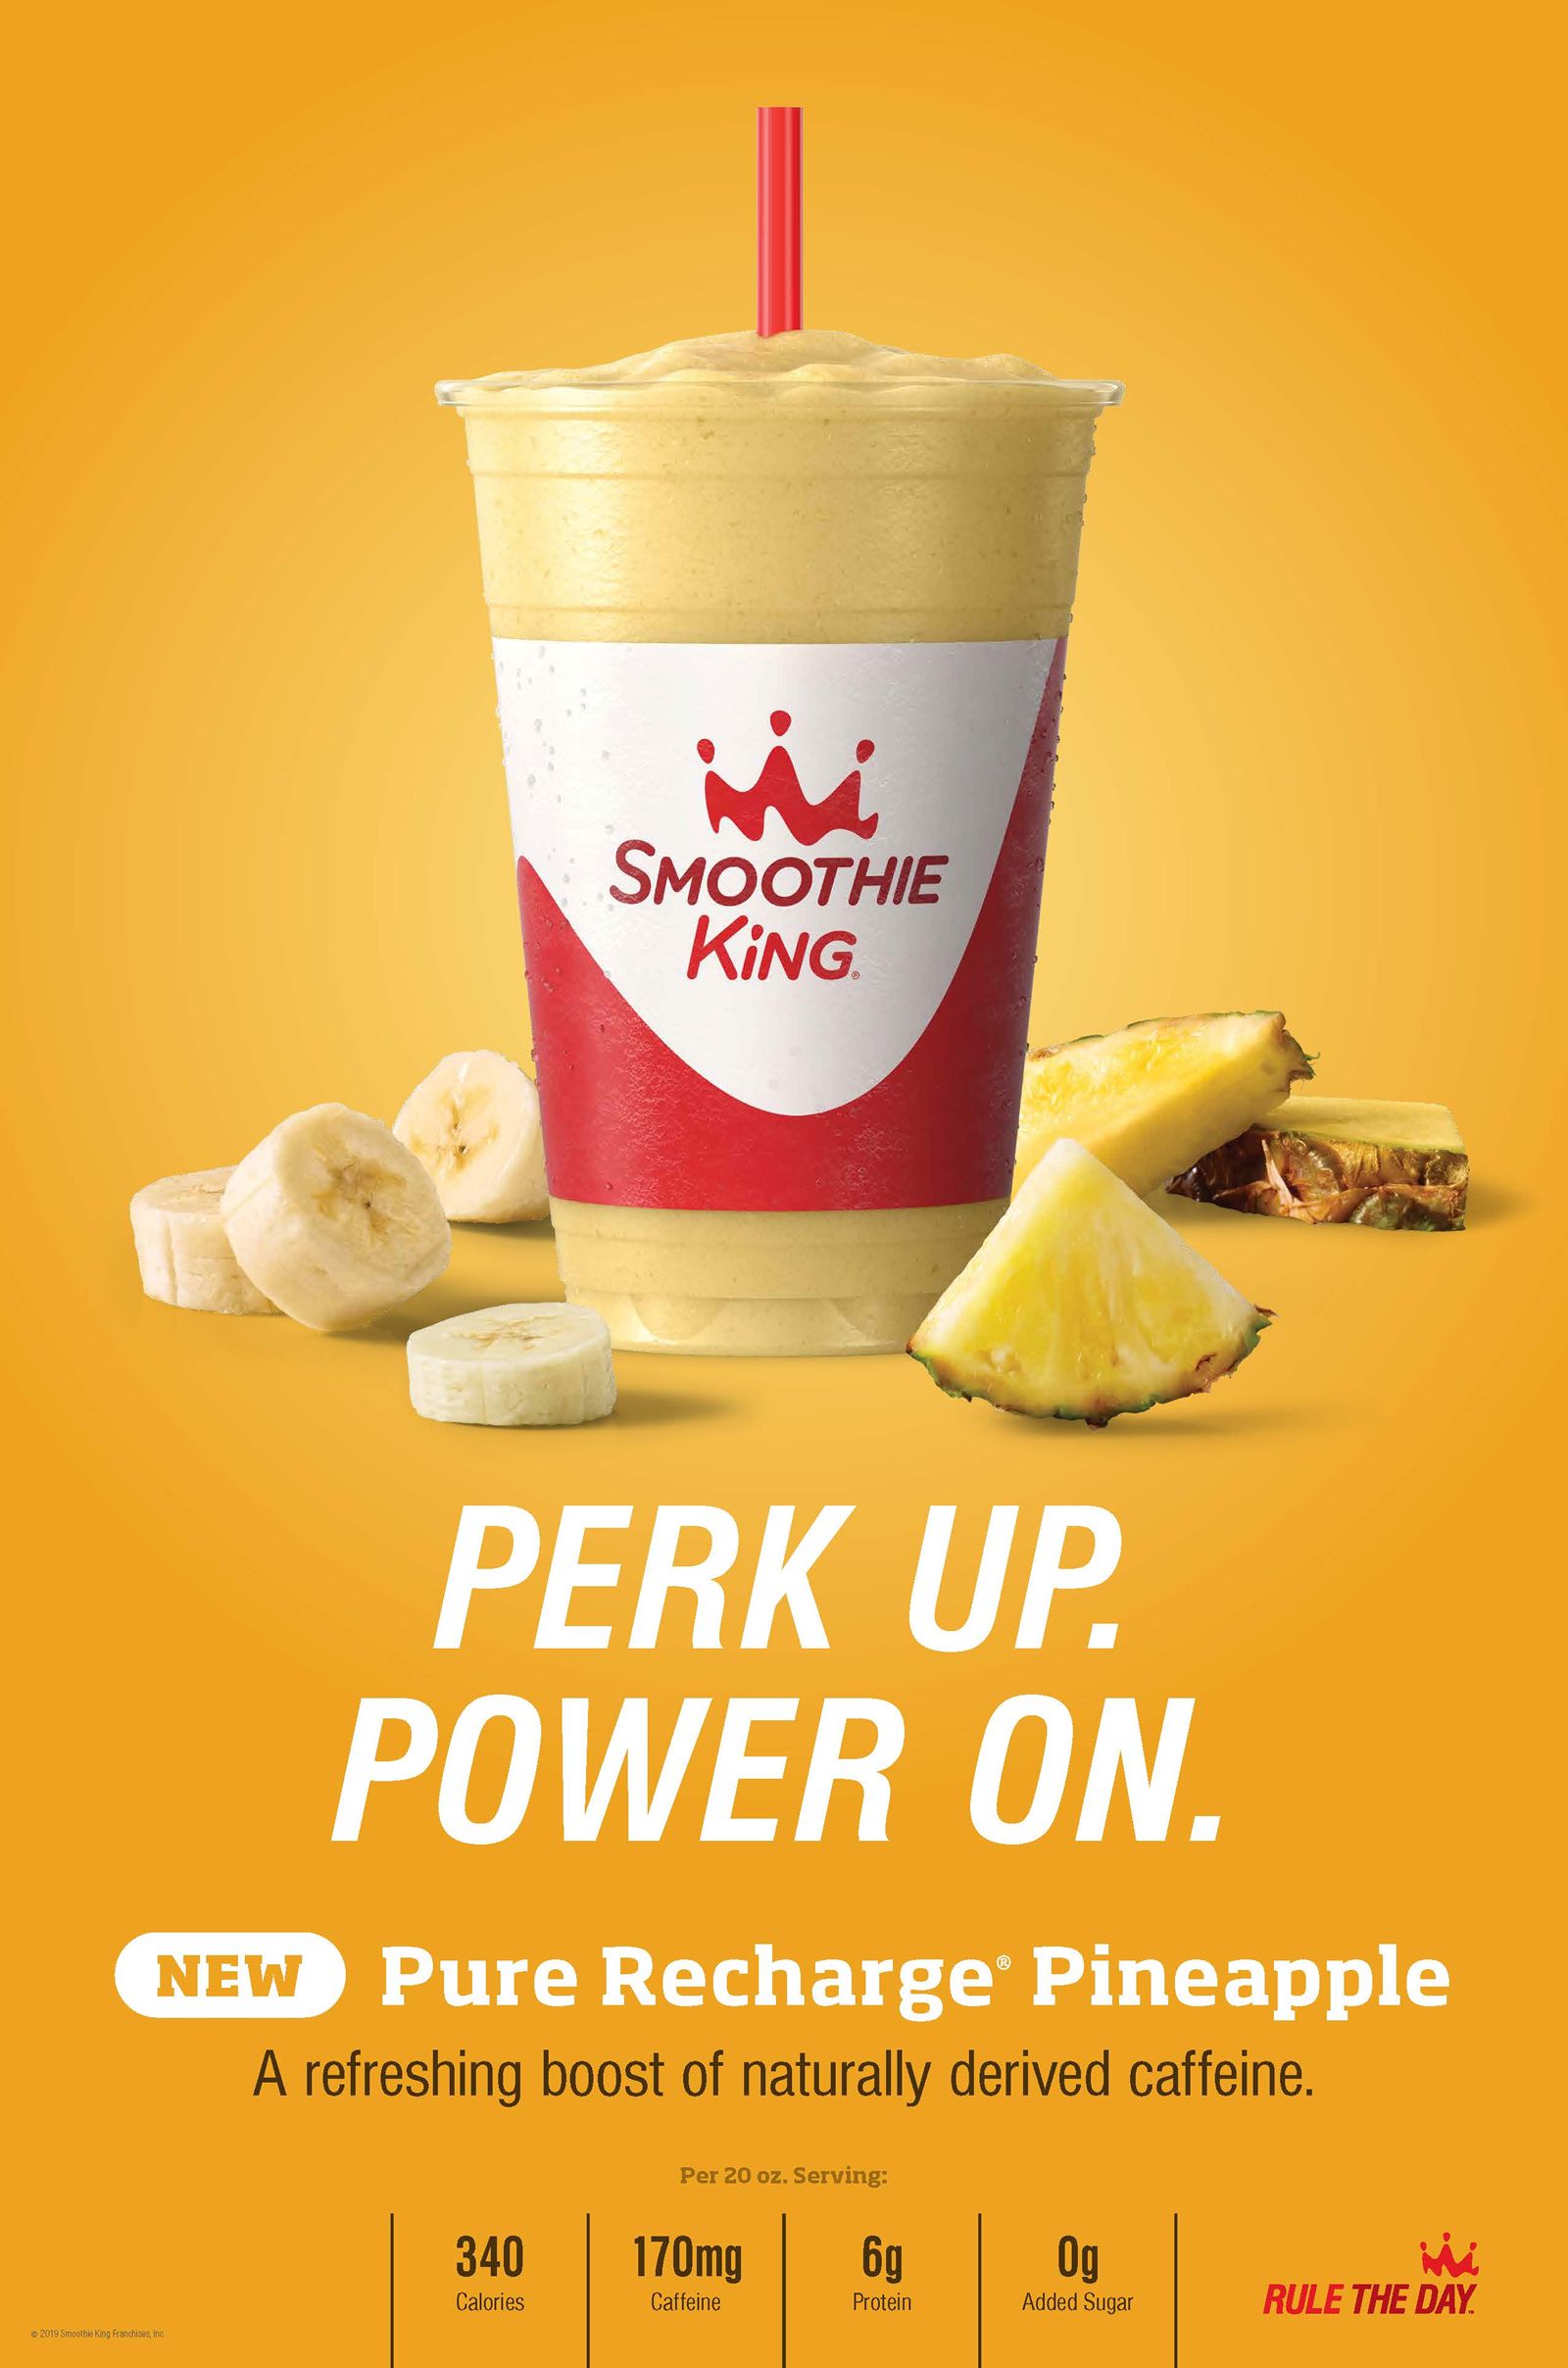 SMOOTHIE
KiNG®
PERK UP.
POWER ON.
NEW Pure Recharge® Pineapple
A refreshing boost of naturally derived caffeine.
Per 20 oz. Serving:
340
Calories
170mg
Caffeine
6g
Protein
0g
Added Sugar
RULE THE DAY.™
© 2019 Smoothie King Franchises, Inc.